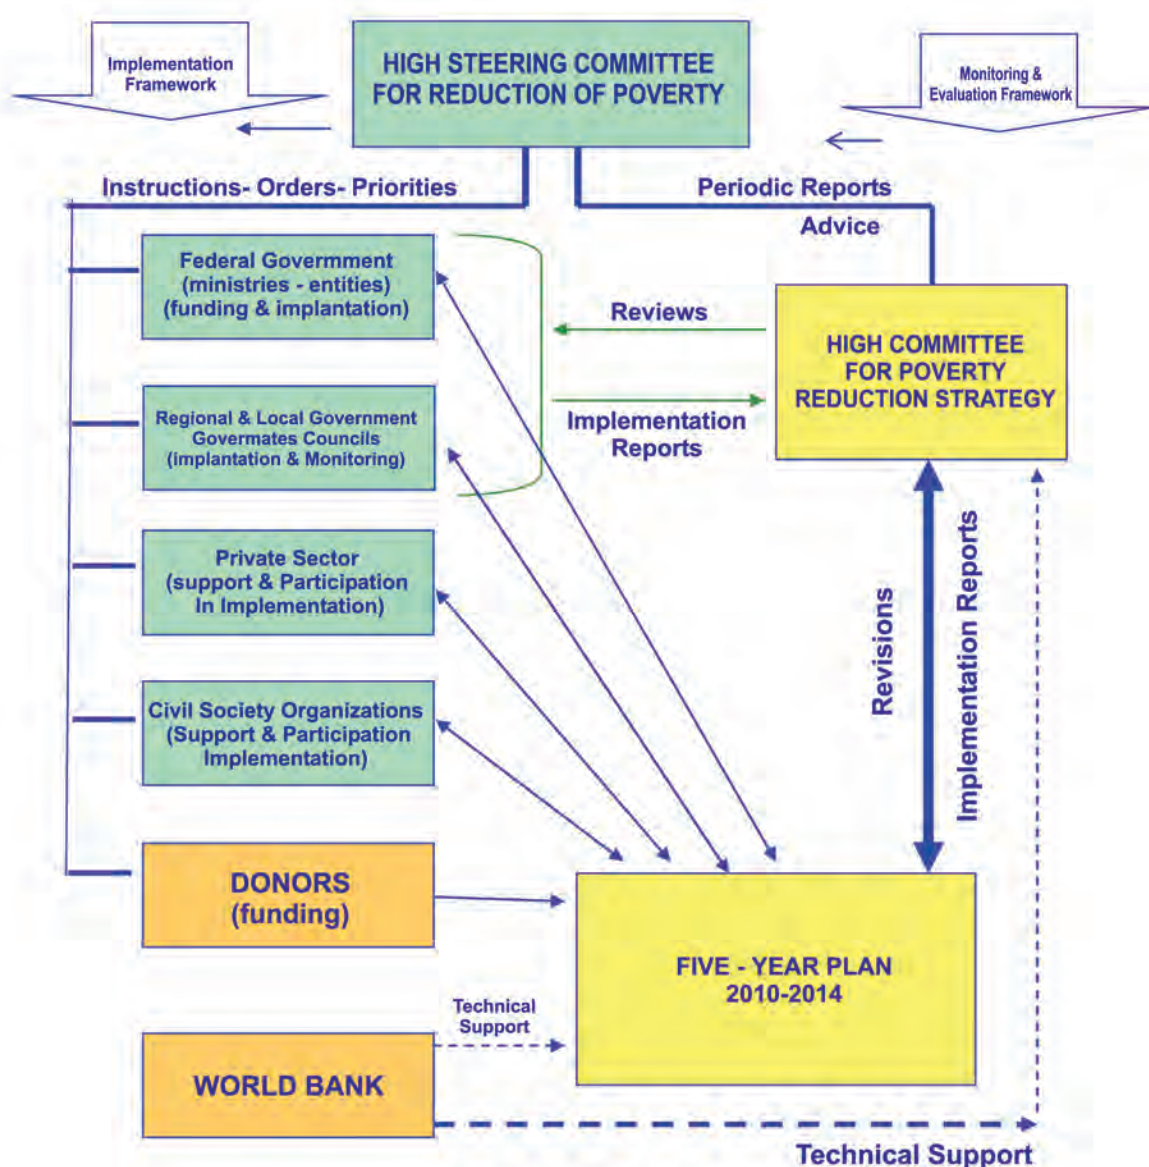 Implementation
Framework
HIGH STEERING COMMITTEE
FOR REDUCTION OF POVERTY
Monitoring &
Evaluation Framework
Instructions- Orders- Priorities
Periodic Reports
Advice
Federal Govermment
(ministries - entities)
(funding & implantation)
Reviews
HIGH COMMITTEE
FOR POVERTY
REDUCTION STRATEGY
Regional & Local Government
Govermates Councils
(implantation & Monitoring)
Implementation
Reports
Private Sector
(support & Participation
In Implementation)
Revisions
Implementation Reports
Civil Society Organizations
(Support & Participation
Implementation)
DONORS
(funding)
FIVE - YEAR PLAN
2010-2014
Technical
Support
WORLD BANK
Technical Support